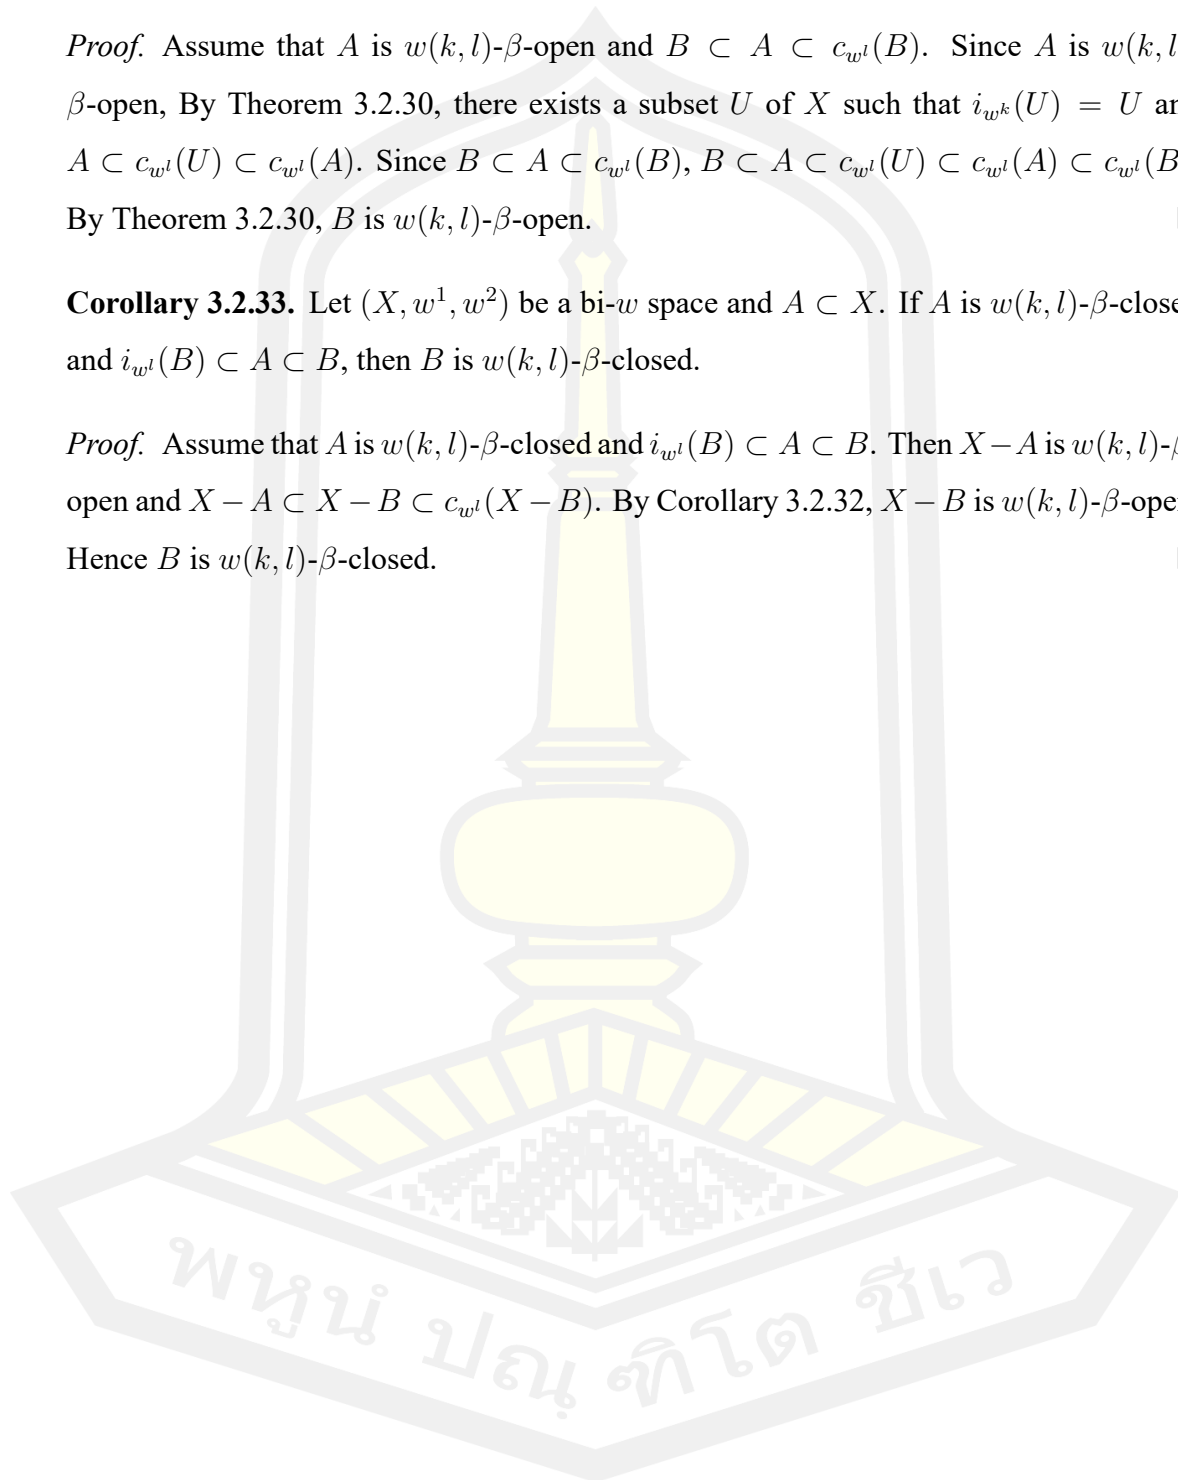 Proof. Assume that A is w(k, l)-β-open and B ⊂ A ⊂ c_{w^l}(B). Since A is w(k, l
β-open, By Theorem 3.2.30, there exists a subset U of X such that i_{w^k}(U) = U an
A ⊂ c_{w^l}(U) ⊂ c_{w^l}(A). Since B ⊂ A ⊂ c_{w^l}(B), B ⊂ A ⊂ c_{w^l}(U) ⊂ c_{w^l}(A) ⊂ c_{w^l}(B
By Theorem 3.2.30, B is w(k, l)-β-open.
Corollary 3.2.33. Let (X, w^1, w^2) be a bi-w space and A ⊂ X. If A is w(k, l)-β-close
and i_{w^l}(B) ⊂ A ⊂ B, then B is w(k, l)-β-closed.
Proof. Assume that A is w(k, l)-β-closed and i_{w^l}(B) ⊂ A ⊂ B. Then X − A is w(k, l)-β
open and X − A ⊂ X − B ⊂ c_{w^l}(X − B). By Corollary 3.2.32, X − B is w(k, l)-β-open
Hence B is w(k, l)-β-closed.
พหูนํ ปณฺฑิโต ชีเว